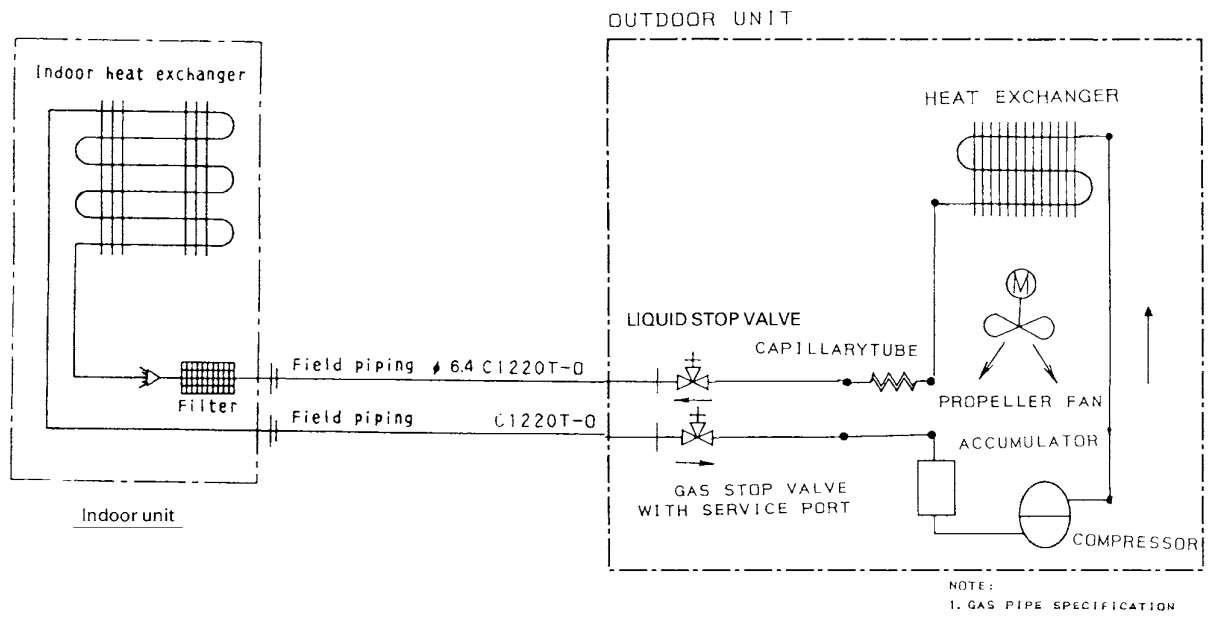 OUTDOOR UNIT
Indoor heat exchanger
HEAT EXCHANGER
M
LIQUID STOP VALVE
CAPILLARYTUBE
Field piping ϕ 6.4 C1220T-O
PROPELLER FAN
Filter
Field piping C1220T-O
ACCUMULATOR
GAS STOP VALVE
WITH SERVICE PORT
Indoor unit
COMPRESSOR
NOTE:
1. GAS PIPE SPECIFICATION